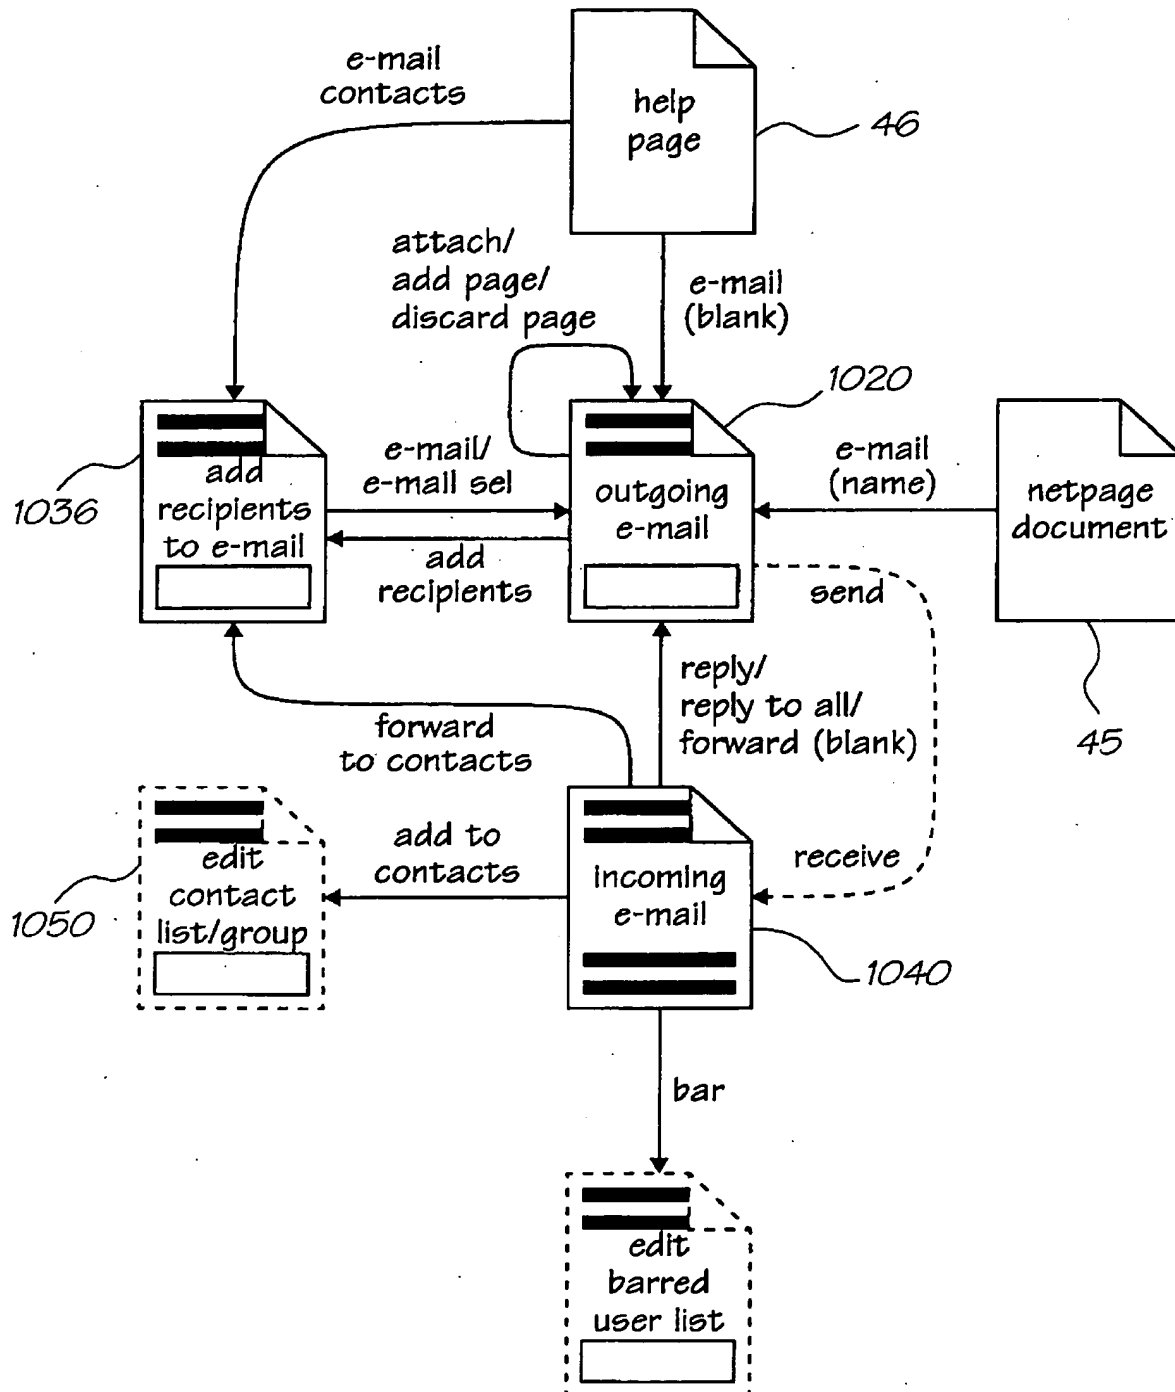 e-mail
contacts
help
page
46
attach/
add page/
discard page
e-mail
(blank)
1020
1036
add
recipients
to e-mail
e-mail/
e-mail sel
add
recipients
outgoing
e-mail
e-mail
(name)
netpage
document
45
send
reply/
reply to all/
forward (blank)
forward
to contacts
receive
1050
edit
contact
list/group
add to
contacts
incoming
e-mail
1040
bar
edit
barred
user list